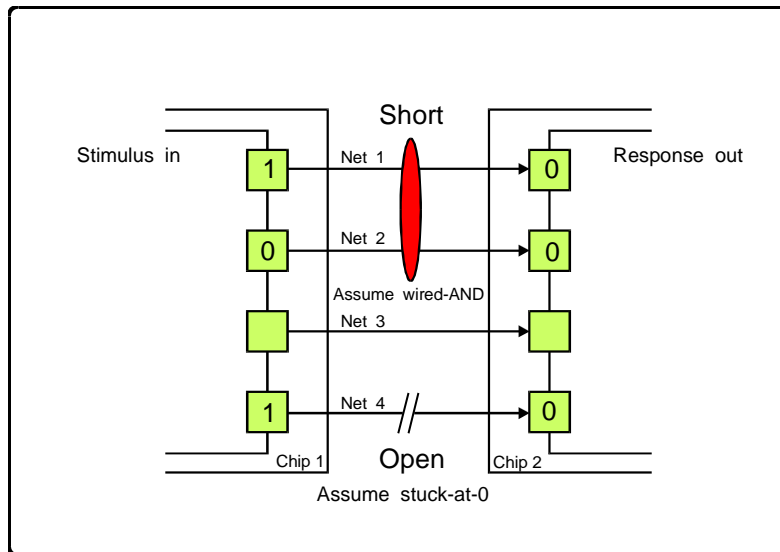 Short
Stimulus in
Response out
1
Net 1
0
0
Net 2
0
Assume wired-AND
Net 3
1
Net 4
0
Chip 1
Open
Chip 2
Assume stuck-at-0